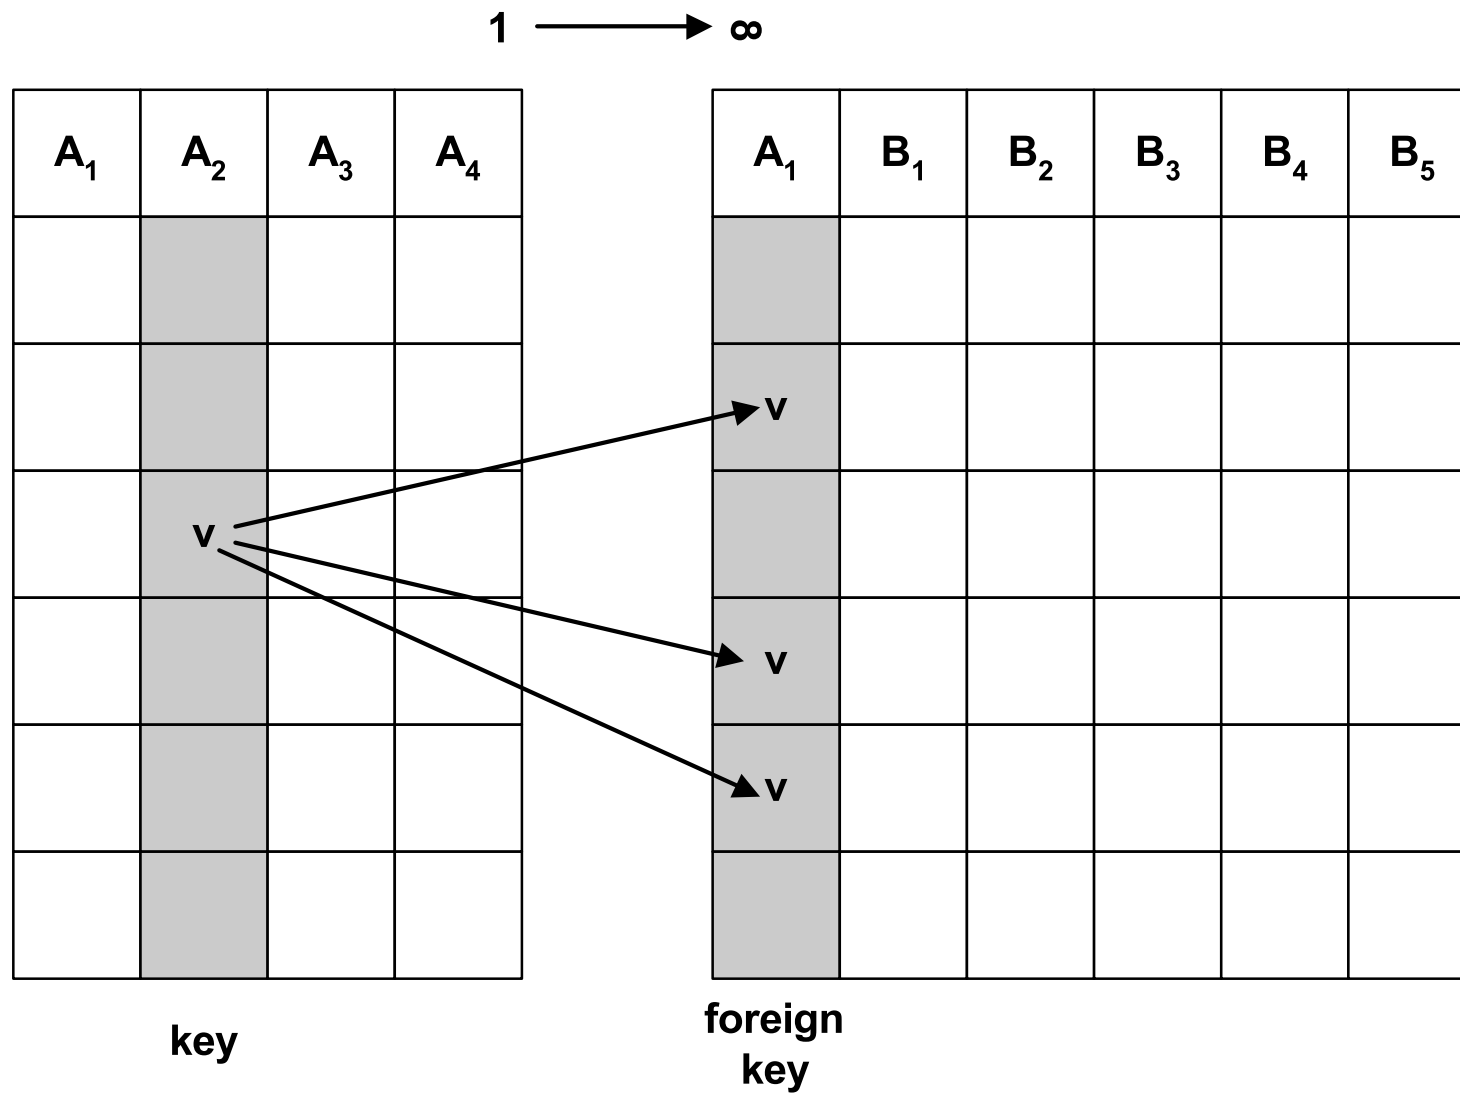 1 ∞
A₁ A₂ A₃ A₄ A₁ B₁ B₂ B₃ B₄ B₅
v
v
v
v
key
foreign
key